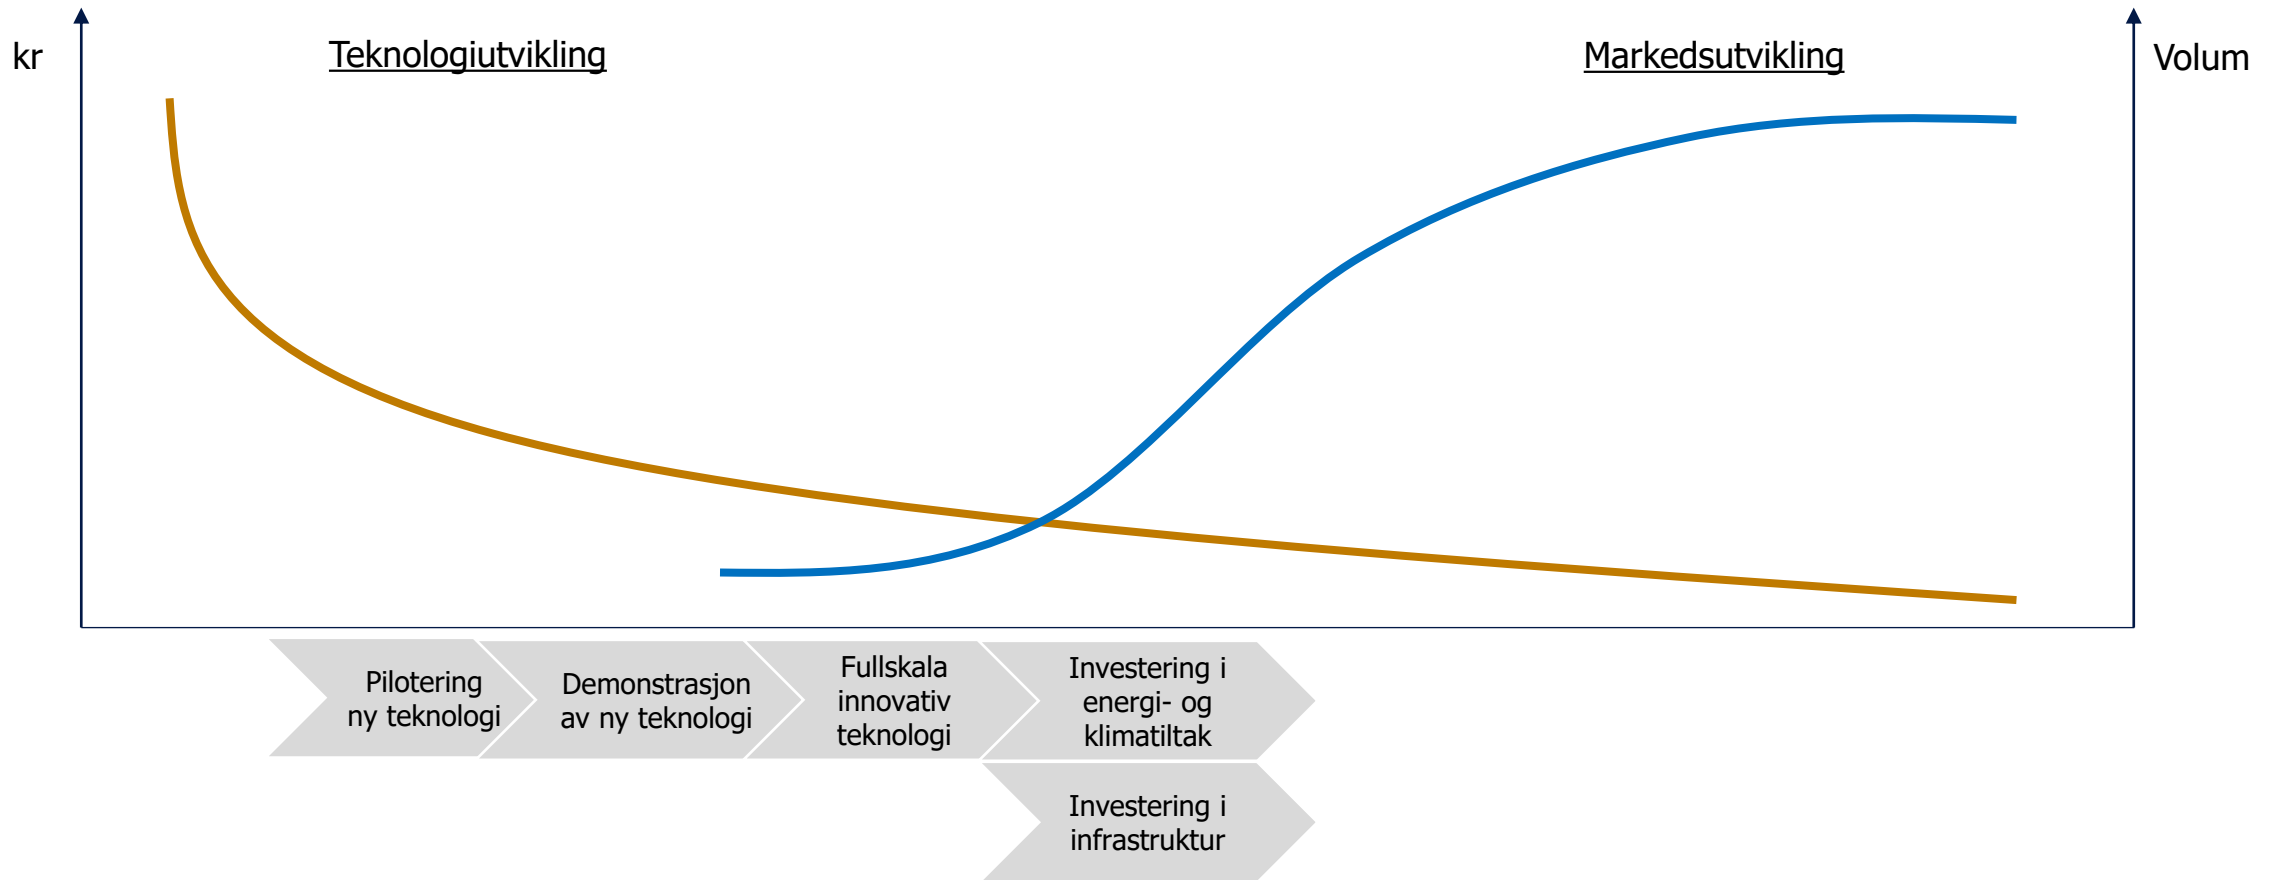 kr
Teknologiutvikling
Markedsutvikling
Volum
Pilotering
ny teknologi
Demonstrasjon
av ny teknologi
Fullskala
innovativ
teknologi
Investering i
energi- og
klimatiltak
Investering i
infrastruktur